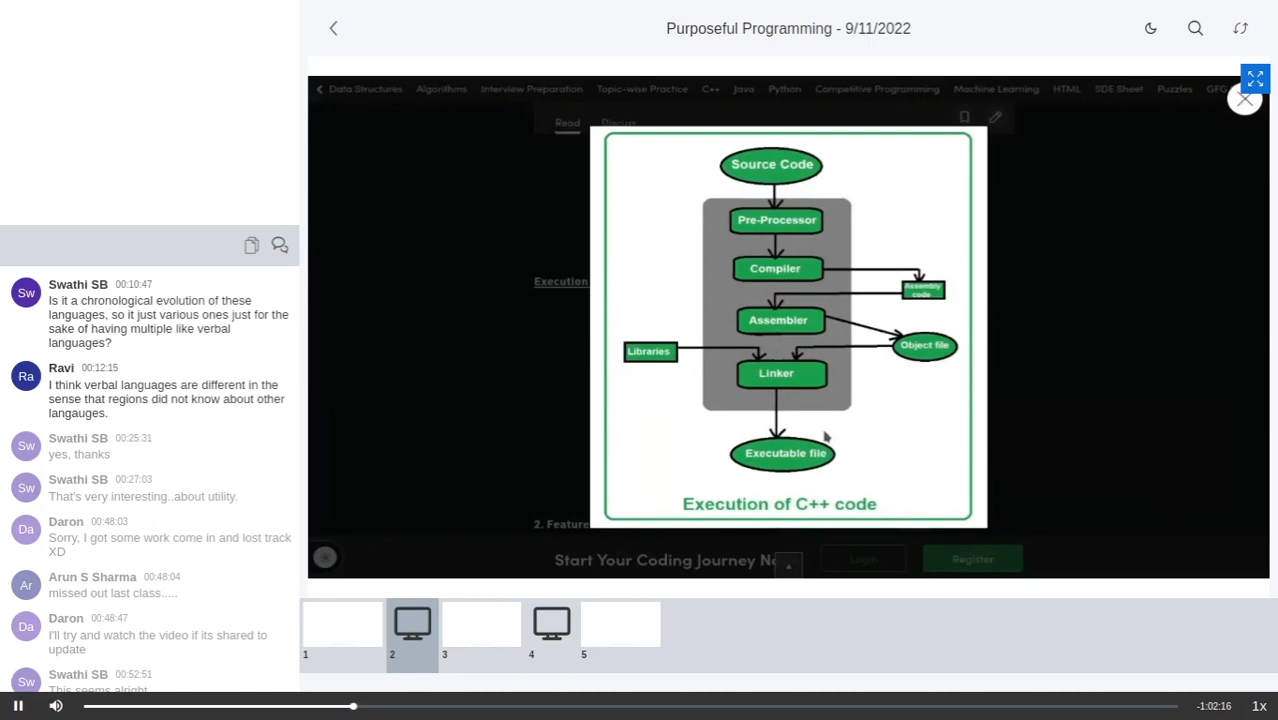 Purposeful Programming - 9/11/2022
Swathi SB 00:10:47
Is it a chronological evolution of these
languages, so it just various ones just for the
sake of having multiple like verbal
languages?
Ravi 00:12:15
I think verbal languages are different in the
sense that regions did not know about other
langauges.
Swathi SB 00:25:31
yes, thanks
Swathi SB 00:27:03
That's very interesting..about utility.
Daron 00:48:03
Sorry, I got some work come in and lost track
XD
Arun S Sharma 00:48:04
missed out last class.....
Daron 00:48:47
I'll try and watch the video if its shared to
update
Swathi SB 00:52:51
This seems alright
Sw
Ra
Sw
Sw
Da
Ar
Da
Sw
Data Structures Algorithms Interview Preparation Topic-wise Practice C++ Java Python Competitive Programming Machine Learning HTML SDE Sheet Puzzles GFG
Read Discuss
Source Code
Pre-Processor
Compiler
Assembly
code
Assembler
Object file
Libraries
Linker
Executable file
Execution of C++ code
Execution
2. Feature
Start Your Coding Journey No
Login
Register
1 2 3 4 5
-1:02:16 1x